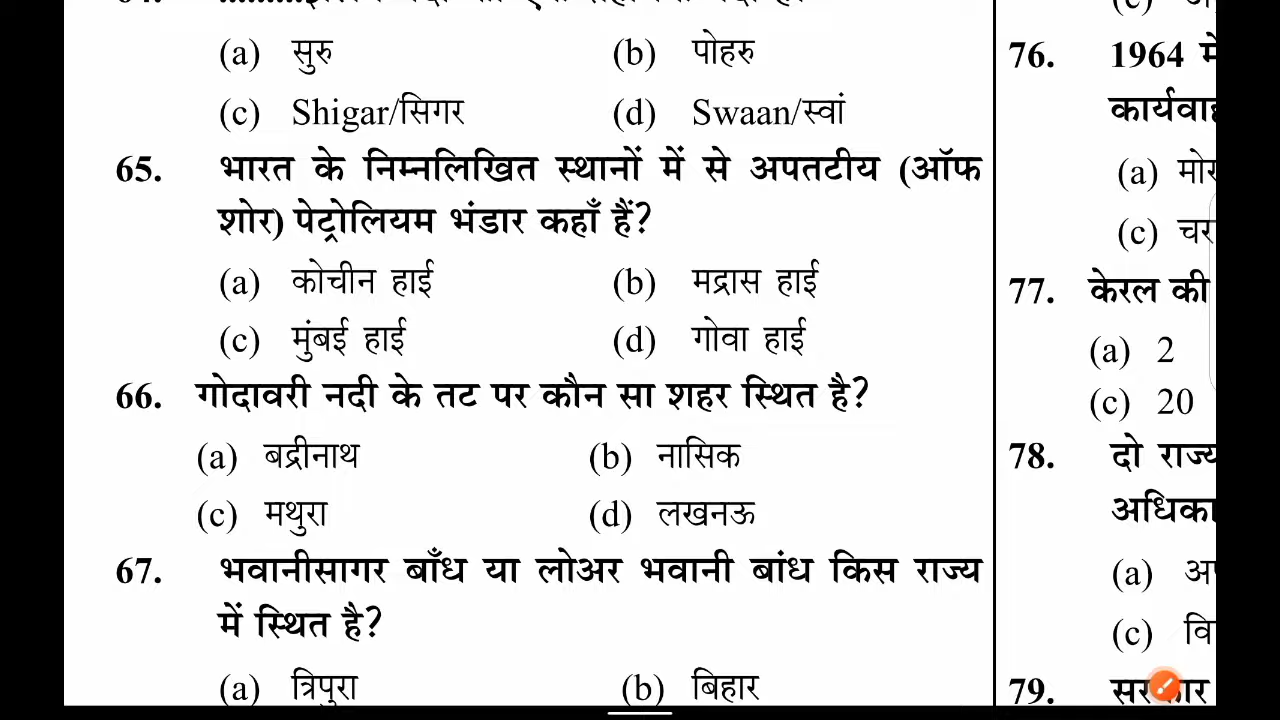 64.
(a) सुरु (b) पोहरु
(c) Shigar/सिगर (d) Swaan/स्वां
65. भारत के निम्नलिखित स्थानों में से अपतटीय (ऑफ
शोर) पेट्रोलियम भंडार कहाँ हैं?
(a) कोचीन हाई (b) मद्रास हाई
(c) मुंबई हाई (d) गोवा हाई
66. गोदावरी नदी के तट पर कौन सा शहर स्थित है?
(a) बद्रीनाथ (b) नासिक
(c) मथुरा (d) लखनऊ
67. भवानीसागर बाँध या लोअर भवानी बांध किस राज्य
में स्थित है?
(a) त्रिपुरा (b) बिहार
(c)
76. 1964 में
(a)
(c)
77. केरल की
(a) 2
(c) 20
78. दो राज्य
(a)
(c)
79.